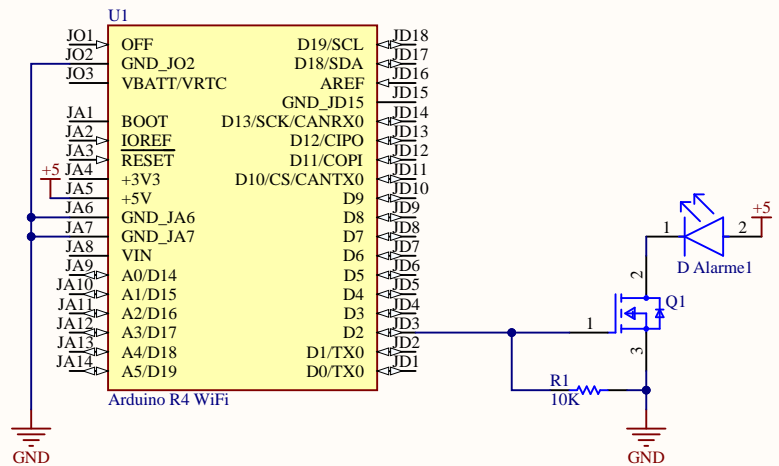 U1
JO1 OFF D19/SCL JD18
JO2 GND_JO2 D18/SDA JD17
JO3 VBATT/VRTC AREF JD16
GND_JD15 JD15
JA1 BOOT D13/SCK/CANRX0 JD14
JA2 IOREF D12/CIPO JD13
JA3 RESET D11/COPI JD12
+5 JA4 +3V3 D10/CS/CANTX0 JD11
JA5 +5V D9 JD10
JA6 GND_JA6 D8 JD9
JA7 GND_JA7 D7 JD8
JA8 VIN D6 JD7
JA9 A0/D14 D5 JD6
JA10 A1/D15 D4 JD5
JA11 A2/D16 D3 JD4
JA12 A3/D17 D2 JD3
JA13 A4/D18 D1/TX0 JD2
JA14 A5/D19 D0/TX0 JD1
Arduino R4 WiFi
GND
+5
1 2
D Alarme1
2
Q1
1
3
R1
10K
GND